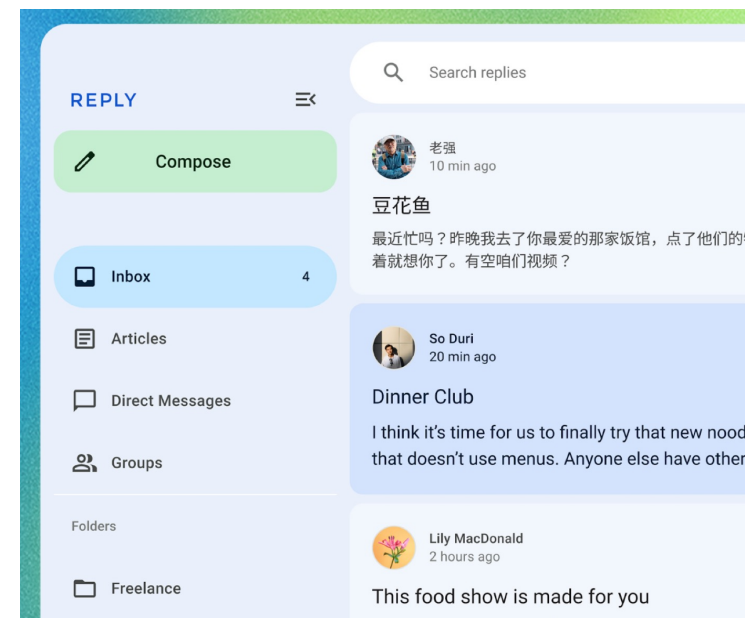 REPLY
Compose
Inbox 4
Articles
Direct Messages
Groups
Folders
Freelance
Search replies
老强
10 min ago
豆花鱼
最近忙吗？昨晚我去了你最爱的那家饭馆，点了他们的
着就想你了。有空咱们视频？
So Duri
20 min ago
Dinner Club
I think it’s time for us to finally try that new
that doesn’t use menus. Anyone else have other
Lily MacDonald
2 hours ago
This food show is made for you